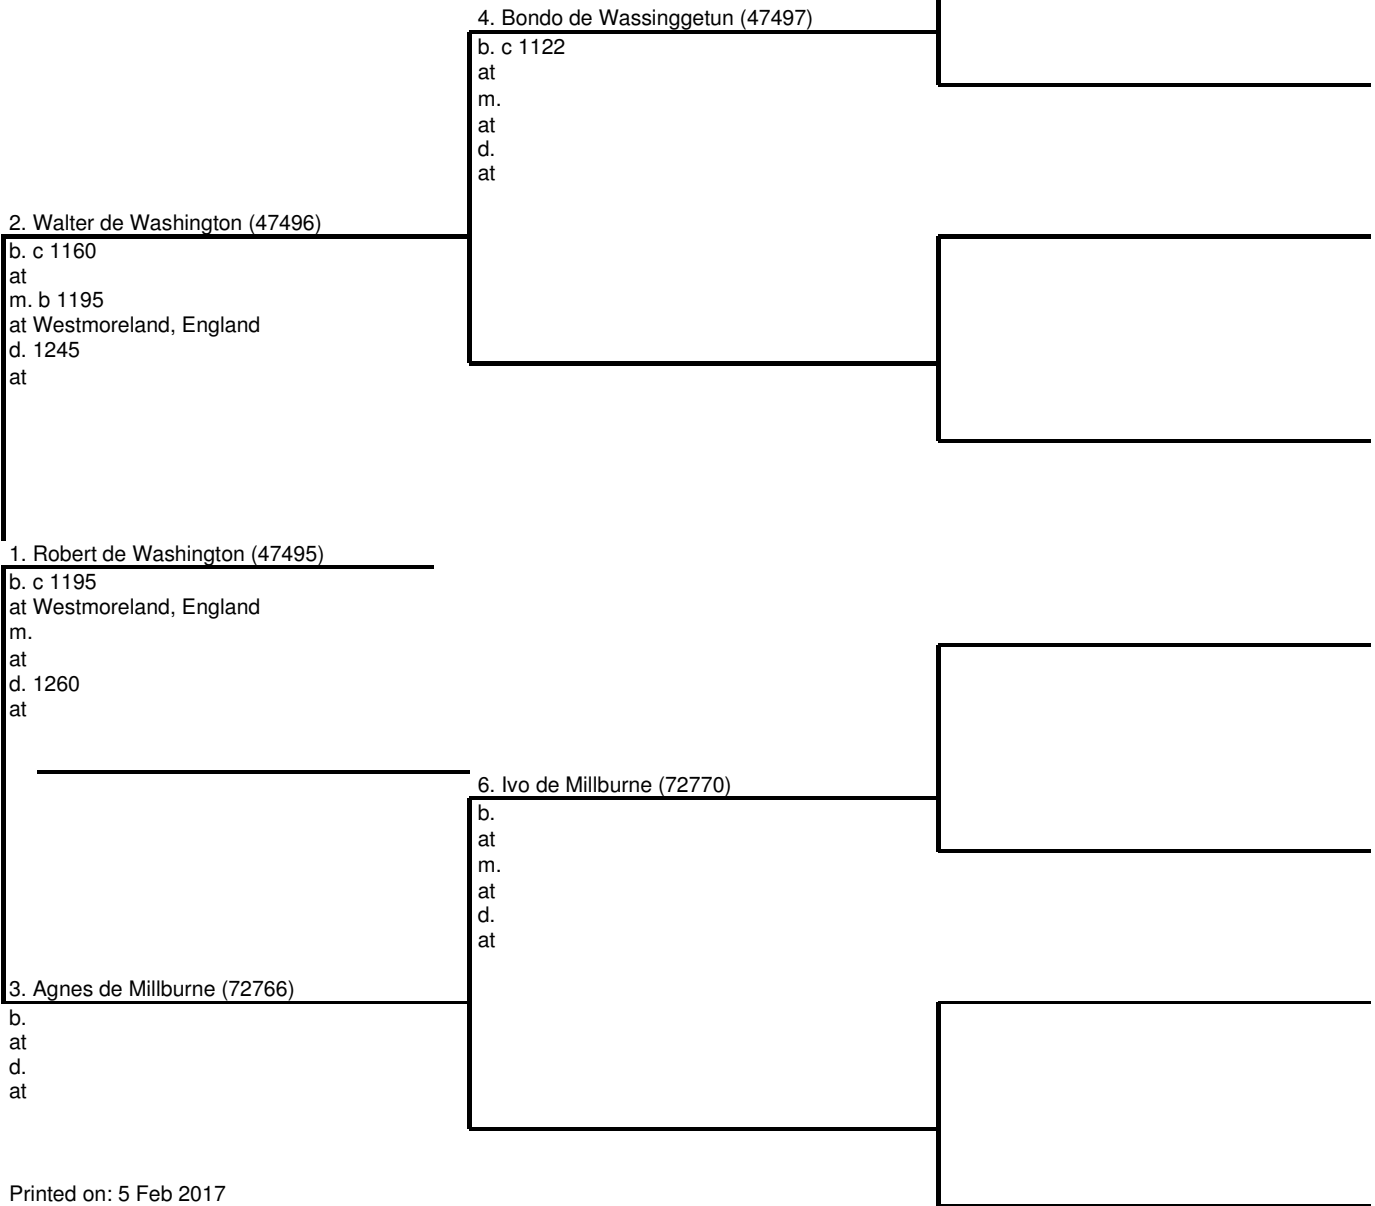 4. Bondo de Wassinggetun (47497)
b. c 1122
at
m.
at
d.
at
2. Walter de Washington (47496)
b. c 1160
at
m. b 1195
at Westmoreland, England
d. 1245
at
1. Robert de Washington (47495)
b. c 1195
at Westmoreland, England
m.
at
d. 1260
at
6. Ivo de Millburne (72770)
b.
at
m.
at
d.
at
3. Agnes de Millburne (72766)
b.
at
d.
at
Printed on: 5 Feb 2017